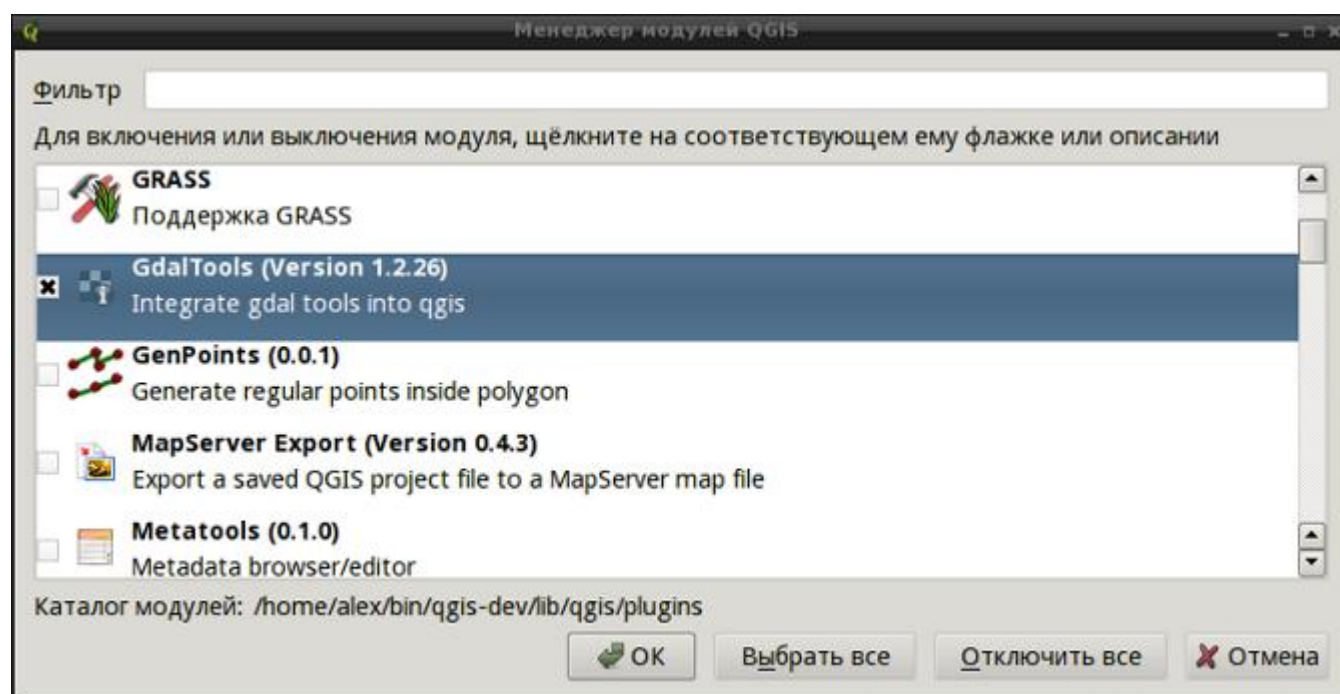 Менеджер модулей QGIS
Фильтр
Для включения или выключения модуля, щёлкните на соответствующем ему флажке или описании
GRASS
Поддержка GRASS
GdalTools (Version 1.2.26)
Integrate gdal tools into qgis
GenPoints (0.0.1)
Generate regular points inside polygon
MapServer Export (Version 0.4.3)
Export a saved QGIS project file to a MapServer map file
Metatools (0.1.0)
Metadata browser/editor
Каталог модулей: /home/alex/bin/qgis-dev/lib/qgis/plugins
ОК Выбрать все Отключить все Отмена